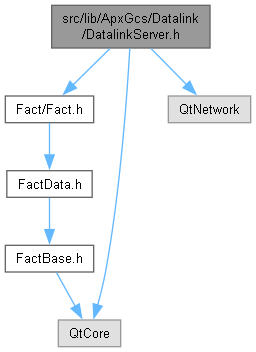 src/lib/ApxGcs/Datalink
/DatalinkServer.h
Fact/Fact.h
QtNetwork
FactData.h
FactBase.h
QtCore